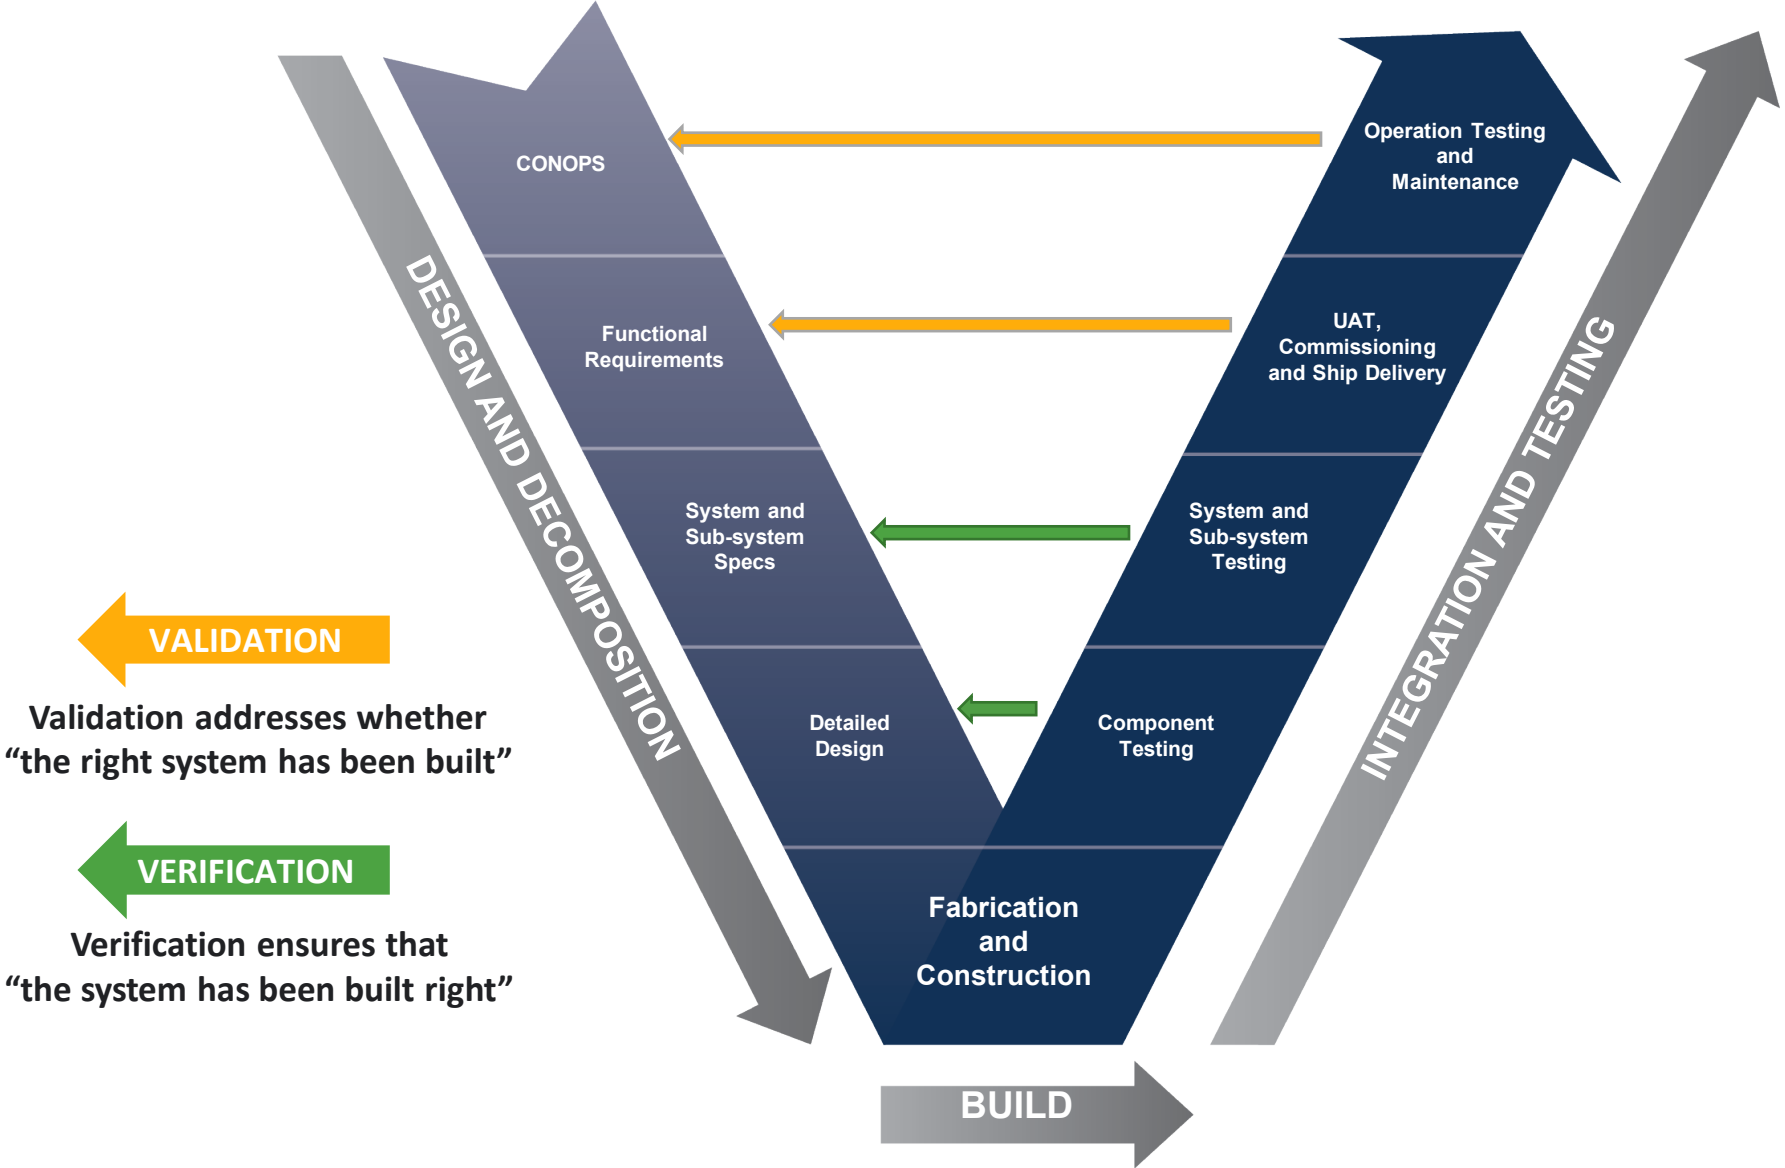 CONOPS
Operation Testing
and
Maintenance
Functional
Requirements
UAT,
Commissioning
and Ship Delivery
System and
Sub-system
Specs
System and
Sub-system
Testing
Detailed
Design
Component
Testing
Fabrication
and
Construction
DESIGN AND DECOMPOSITION
INTEGRATION AND TESTING
BUILD
VALIDATION
Validation addresses whether
“the right system has been built”
VERIFICATION
Verification ensures that
“the system has been built right”